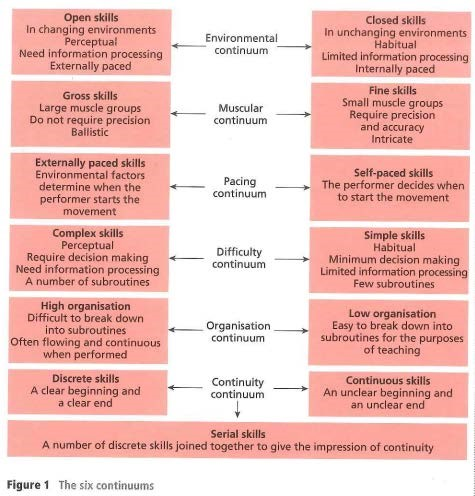 Open skills
In changing environments
Perceptual
Need information processing
Externally paced
Environmental
continuum
Closed skills
In unchanging environments
Habitual
Limited information processing
Internally paced
Gross skills
Large muscle groups
Do not require precision
Ballistic
Muscular
continuum
Fine skills
Small muscle groups
Require precision
and accuracy
Intricate
Externally paced skills
Environmental factors
determine when the
performer starts the
movement
Pacing
continuum
Self-paced skills
The performer decides when
to start the movement
Complex skills
Perceptual
Require decision making
Need information processing
A number of subroutines
Difficulty
continuum
Simple skills
Habitual
Minimum decision making
Limited information processing
Few subroutines
High organisation
Difficult to break down
into subroutines
Often flowing and continuous
when performed
Organisation
continuum
Low organisation
Easy to break down into
subroutines for the purposes
of teaching
Discrete skills
A clear beginning and
a clear end
Continuity
continuum
Continuous skills
An unclear beginning and
an unclear end
Serial skills
A number of discrete skills joined together to give the impression of continuity
Figure 1 The six continuums